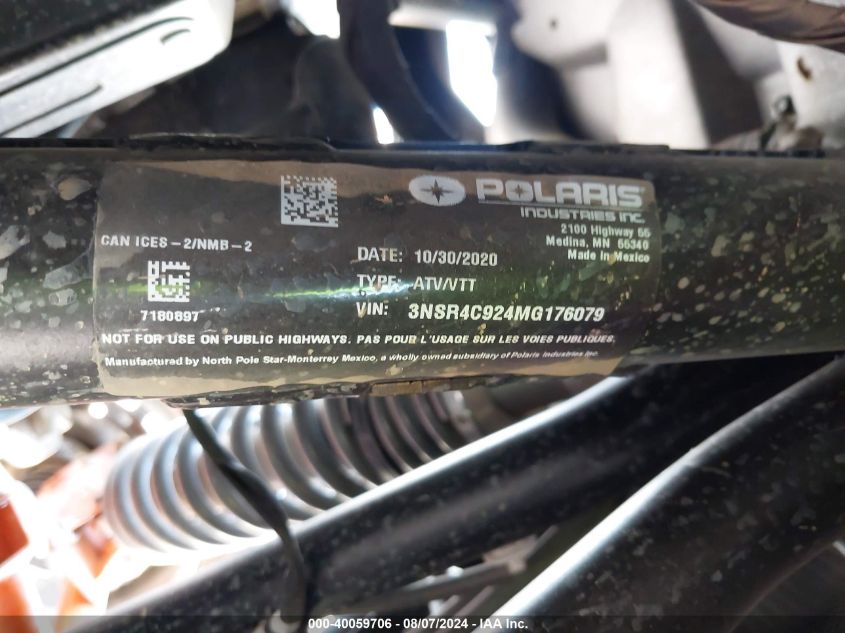 POLARIS
INDUSTRIES INC.
2100 Highway 55
Medina, MN 55340
Made in Mexico
CAN ICES-2/NMB-2
DATE: 10/30/2020
TYPE: ATV/VTT
VIN: 3NSR4C924MG176079
7180897
NOT FOR USE ON PUBLIC HIGHWAYS. PAS POUR L'USAGE SUR LES VOIES PUBLIQUES.
Manufactured by North Pole Star-Monterrey Mexico, a wholly owned subsidiary of Polaris Industries Inc.
000-40059706 - 08/07/2024 - IAA Inc.